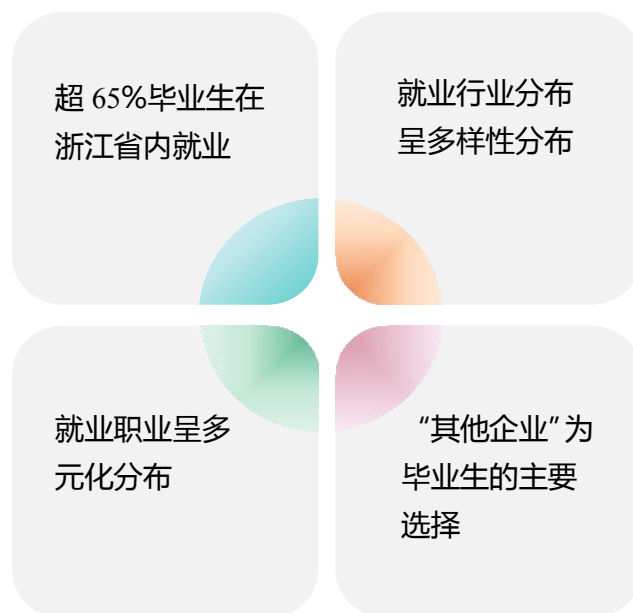 超 65%毕业生在
浙江省内就业
就业行业分布
呈多样性分布
就业职业呈多
元化分布
“其他企业”为
毕业生的主要
选择